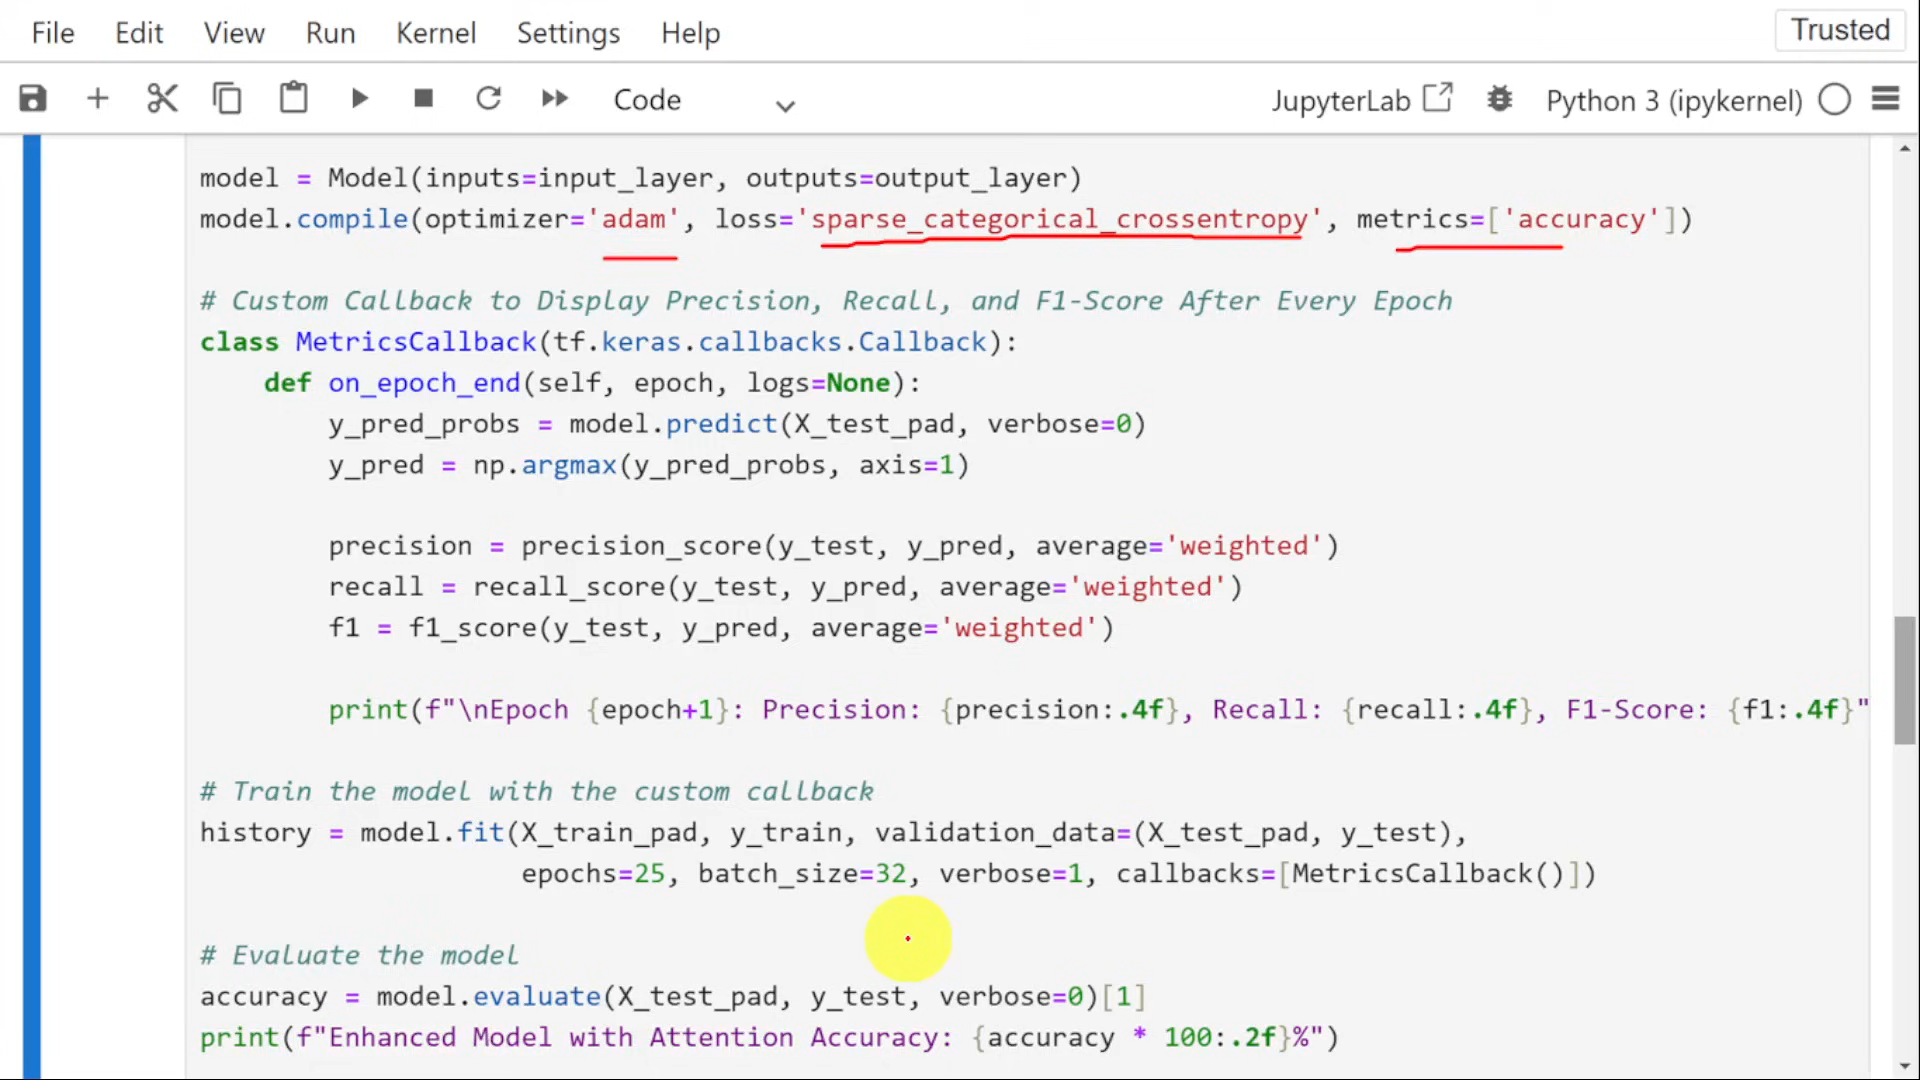 File Edit View Run Kernel Settings Help Trusted
Code JupyterLab Python 3 (ipykernel)
model = Model(inputs=input_layer, outputs=output_layer)
model.compile(optimizer='adam', loss='sparse_categorical_crossentropy', metrics=['accuracy'])
# Custom Callback to Display Precision, Recall, and F1-Score After Every Epoch
class MetricsCallback(tf.keras.callbacks.Callback):
    def on_epoch_end(self, epoch, logs=None):
        y_pred_probs = model.predict(X_test_pad, verbose=0)
        y_pred = np.argmax(y_pred_probs, axis=1)
        precision = precision_score(y_test, y_pred, average='weighted')
        recall = recall_score(y_test, y_pred, average='weighted')
        f1 = f1_score(y_test, y_pred, average='weighted')
        print(f"\nEpoch {epoch+1}: Precision: {precision:.4f}, Recall: {recall:.4f}, F1-Score: {f1:.4f}"
# Train the model with the custom callback
history = model.fit(X_train_pad, y_train, validation_data=(X_test_pad, y_test),
                    epochs=25, batch_size=32, verbose=1, callbacks=[MetricsCallback()])
# Evaluate the model
accuracy = model.evaluate(X_test_pad, y_test, verbose=0)[1]
print(f"Enhanced Model with Attention Accuracy: {accuracy * 100:.2f}%")